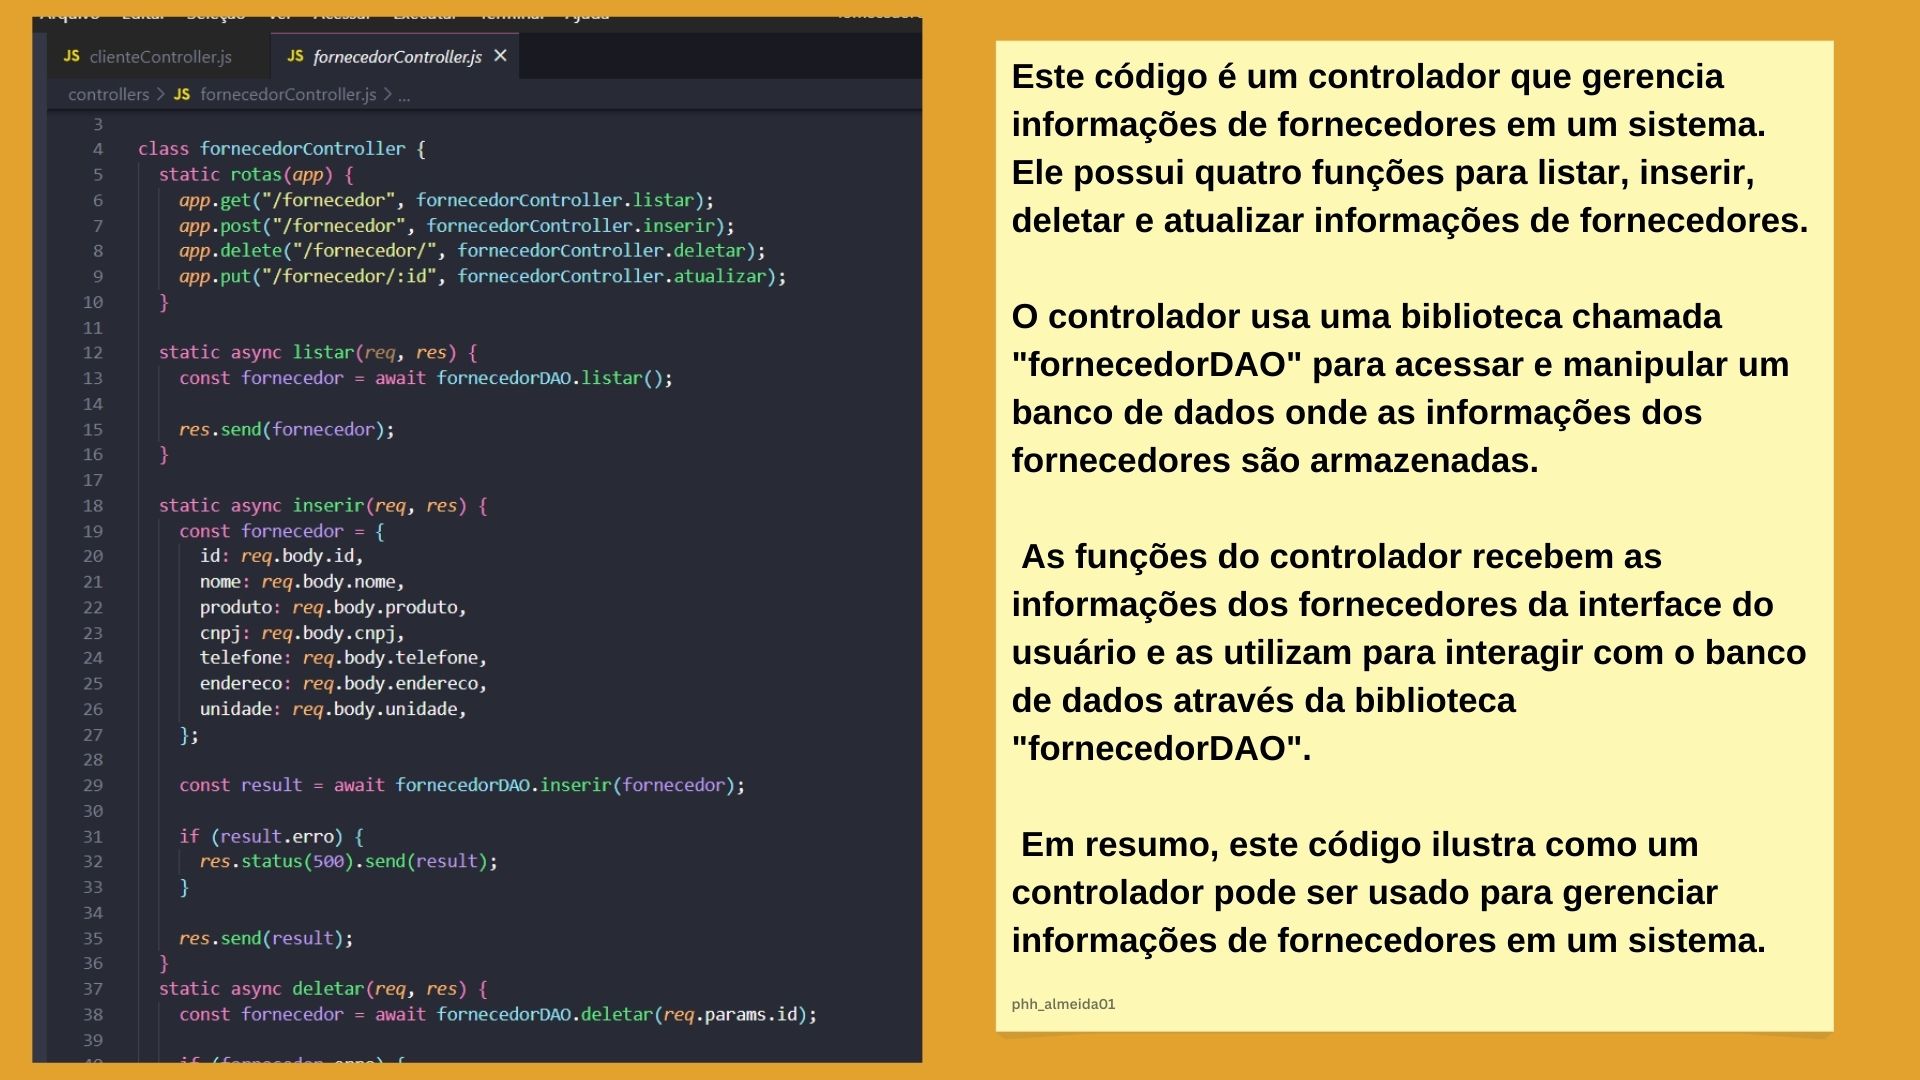 Arquivo Editar Seleção Ver Acessar Executar Terminal Ajuda
JS clienteController.js JS fornecedorController.js
controllers > JS fornecedorController.js > ...
3
4 class fornecedorController {
5 static rotas(app) {
6 app.get("/fornecedor", fornecedorController.listar);
7 app.post("/fornecedor", fornecedorController.inserir);
8 app.delete("/fornecedor/", fornecedorController.deletar);
9 app.put("/fornecedor/:id", fornecedorController.atualizar);
10 }
11
12 static async listar(req, res) {
13 const fornecedor = await fornecedorDAO.listar();
14
15 res.send(fornecedor);
16 }
17
18 static async inserir(req, res) {
19 const fornecedor = {
20 id: req.body.id,
21 nome: req.body.nome,
22 produto: req.body.produto,
23 cnpj: req.body.cnpj,
24 telefone: req.body.telefone,
25 endereco: req.body.endereco,
26 unidade: req.body.unidade,
27 };
28
29 const result = await fornecedorDAO.inserir(fornecedor);
30
31 if (result.erro) {
32 res.status(500).send(result);
33 }
34
35 res.send(result);
36 }
37 static async deletar(req, res) {
38 const fornecedor = await fornecedorDAO.deletar(req.params.id);
39
40 if (fornecedor.erro) {
Este código é um controlador que gerencia
informações de fornecedores em um sistema.
Ele possui quatro funções para listar, inserir,
deletar e atualizar informações de fornecedores.
O controlador usa uma biblioteca chamada
"fornecedorDAO" para acessar e manipular um
banco de dados onde as informações dos
fornecedores são armazenadas.
As funções do controlador recebem as
informações dos fornecedores da interface do
usuário e as utilizam para interagir com o banco
de dados através da biblioteca
"fornecedorDAO".
Em resumo, este código ilustra como um
controlador pode ser usado para gerenciar
informações de fornecedores em um sistema.
phh_almeida01